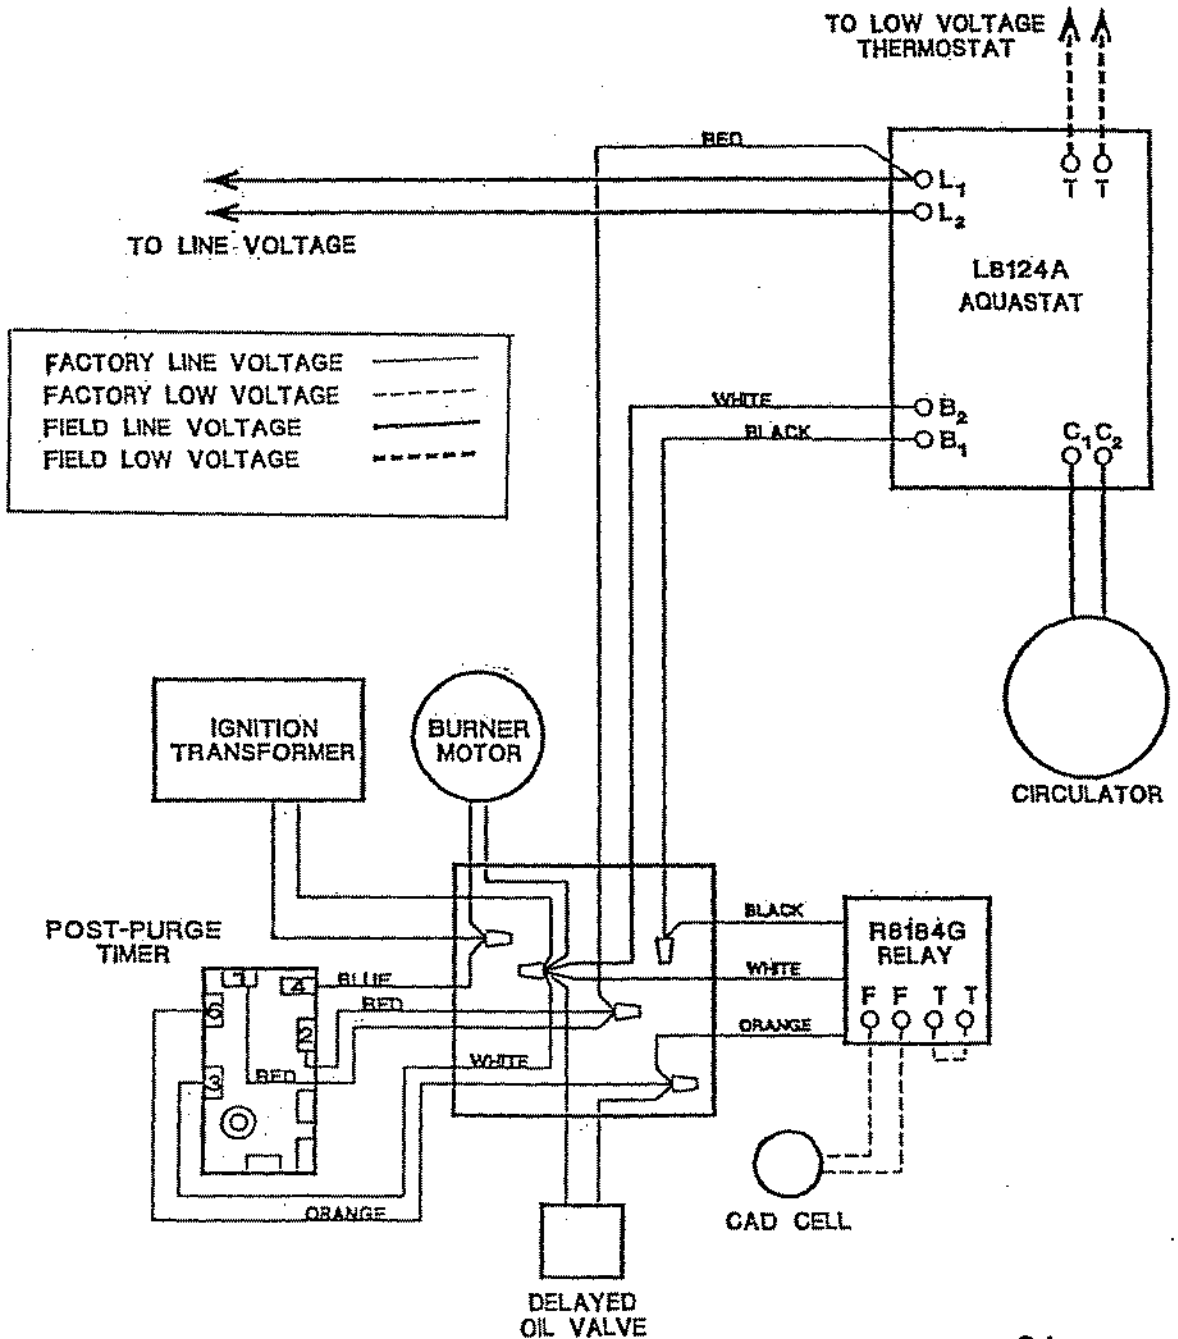 TO LOW VOLTAGE
THERMOSTAT
RED
L1
T T
L2
TO LINE VOLTAGE
L8124A
AQUASTAT
FACTORY LINE VOLTAGE
FACTORY LOW VOLTAGE
FIELD LINE VOLTAGE
FIELD LOW VOLTAGE
WHITE
B2
BLACK
B1
C1 C2
IGNITION
TRANSFORMER
BURNER
MOTOR
CIRCULATOR
POST-PURGE
TIMER
BLACK
R8184G
RELAY
WHITE
F F T T
ORANGE
1
4
BLUE
RED
2
WHITE
RED
3
ORANGE
CAD CELL
DELAYED
OIL VALVE